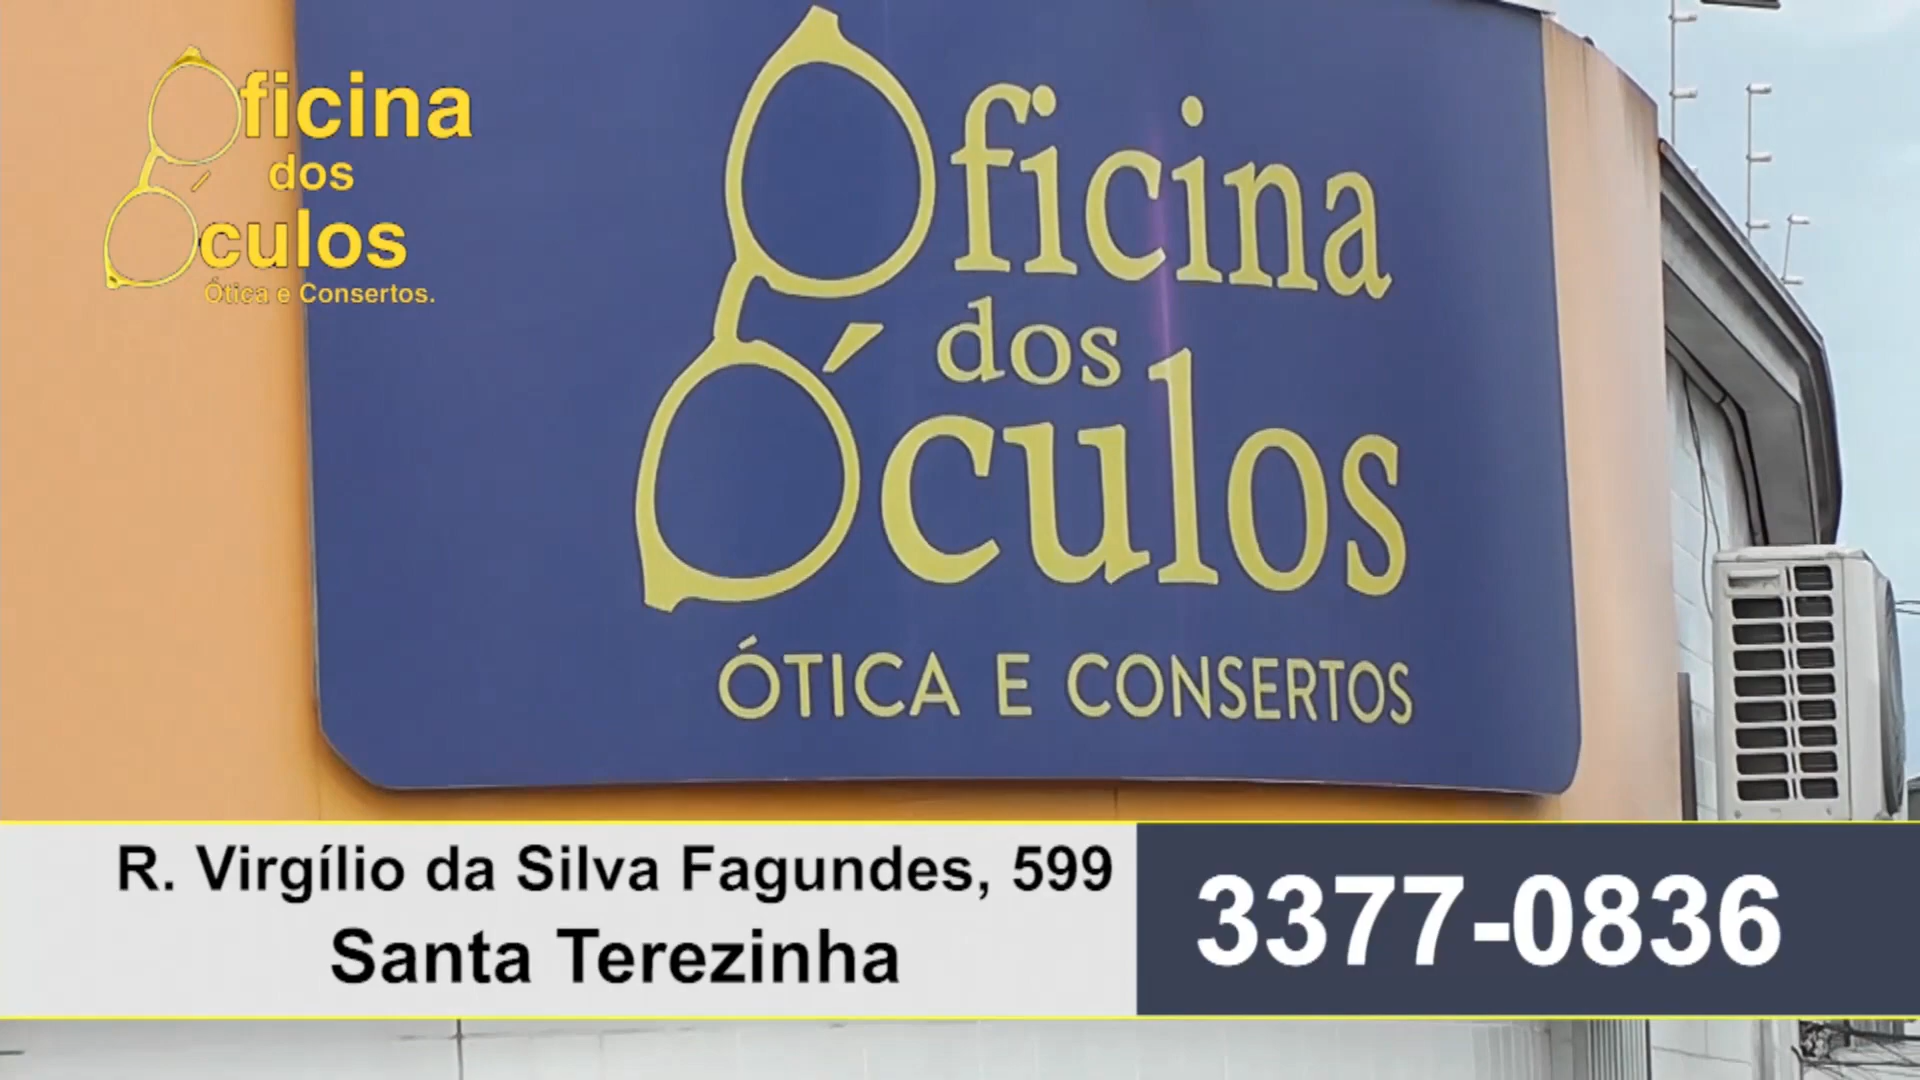 Oficina
dos
Óculos
Ótica e Consertos.
Oficina
dos
Óculos
ÓTICA E CONSERTOS
R. Virgílio da Silva Fagundes, 599
Santa Terezinha
3377-0836